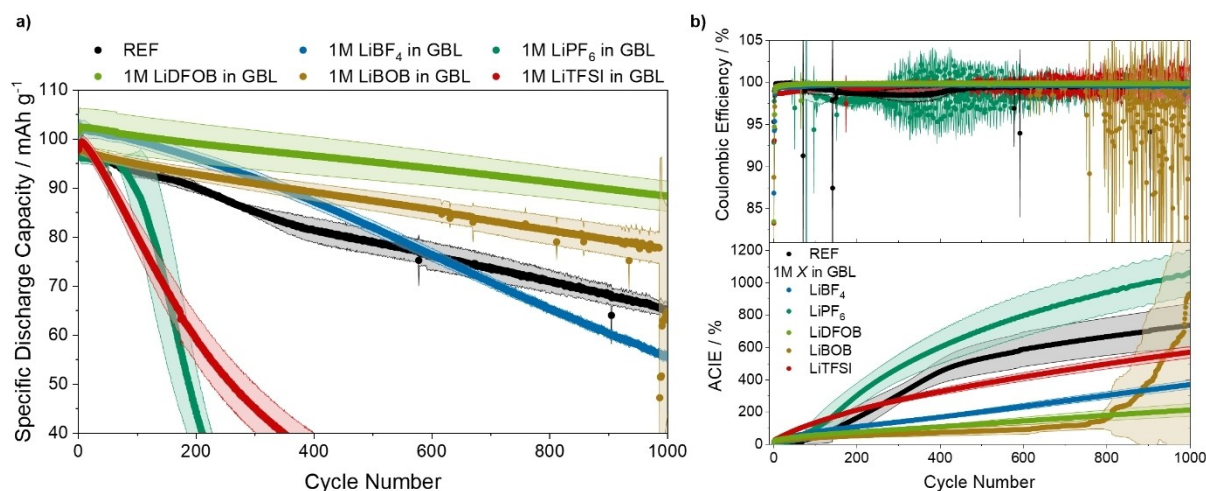 a)
REF
1M LiBF4 in GBL
1M LiPF6 in GBL
1M LiDFOB in GBL
1M LiBOB in GBL
1M LiTFSI in GBL
Specific Discharge Capacity / mAh g-1
110
100
90
80
70
60
50
40
0 200 400 600 800 1000
Cycle Number
b)
Coulombic Efficiency / %
105
100
95
90
85
ACIE / %
1200
1000
800
600
400
200
0
REF
1M X in GBL
LiBF4
LiPF6
LiDFOB
LiBOB
LiTFSI
0 200 400 600 800 1000
Cycle Number